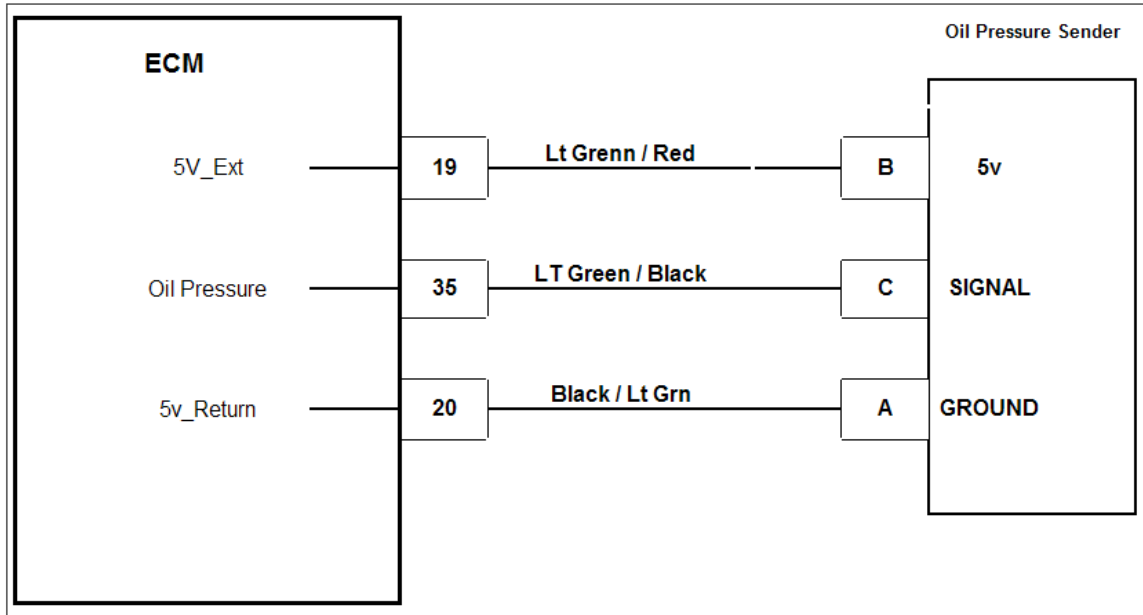 Oil Pressure Sender
ECM
5V_Ext 19 Lt Grenn / Red B 5v
Oil Pressure 35 LT Green / Black C SIGNAL
5v_Return 20 Black / Lt Grn A GROUND